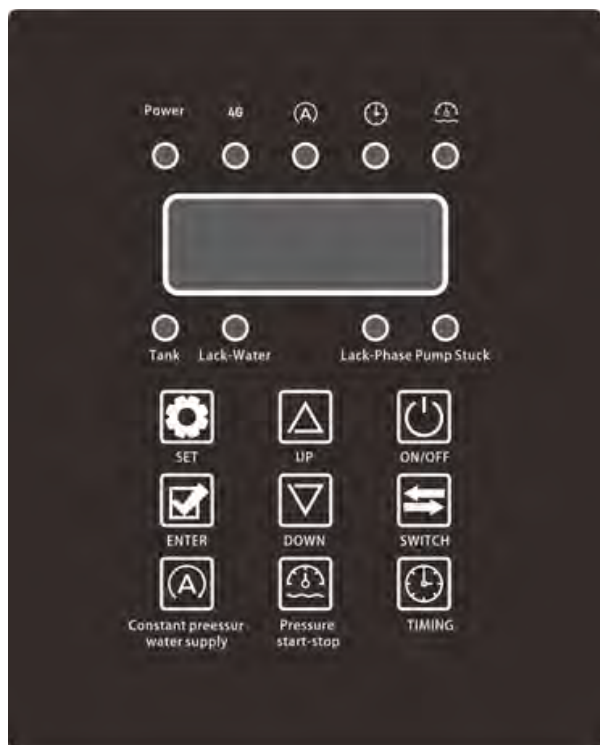 Power 4G (A)
Tank Lack-Water Lack-Phase Pump Stuck
SET UP ON/OFF
ENTER DOWN SWITCH
(A)
Constant preessur Pressure TIMING
water supply start-stop